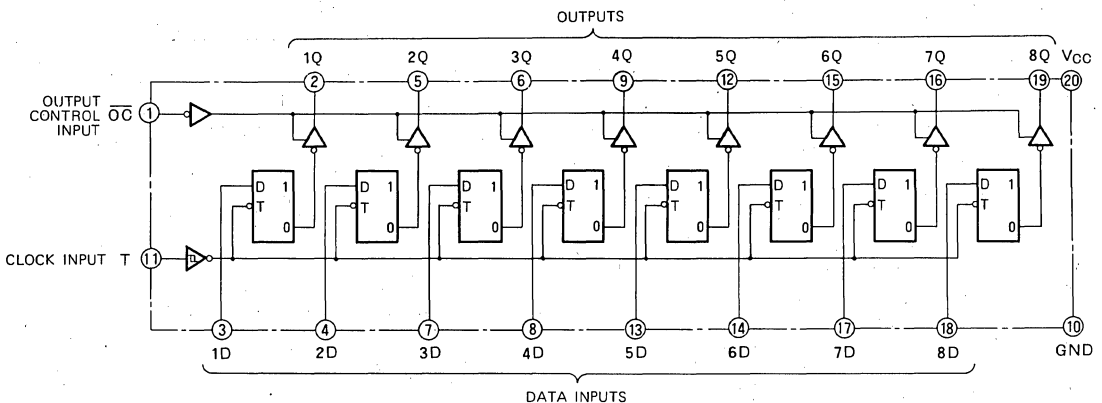 OUTPUTS
1Q 2Q 3Q 4Q 5Q 6Q 7Q 8Q VCC
2 5 6 9 12 15 16 19 20
OUTPUT
CONTROL OC 1
INPUT
D 1 D 1 D 1 D 1 D 1 D 1 D 1 D 1
T T T T T T T T
0 0 0 0 0 0 0 0
CLOCK INPUT T 11
3 4 7 8 13 14 17 18 10
1D 2D 3D 4D 5D 6D 7D 8D GND
DATA INPUTS